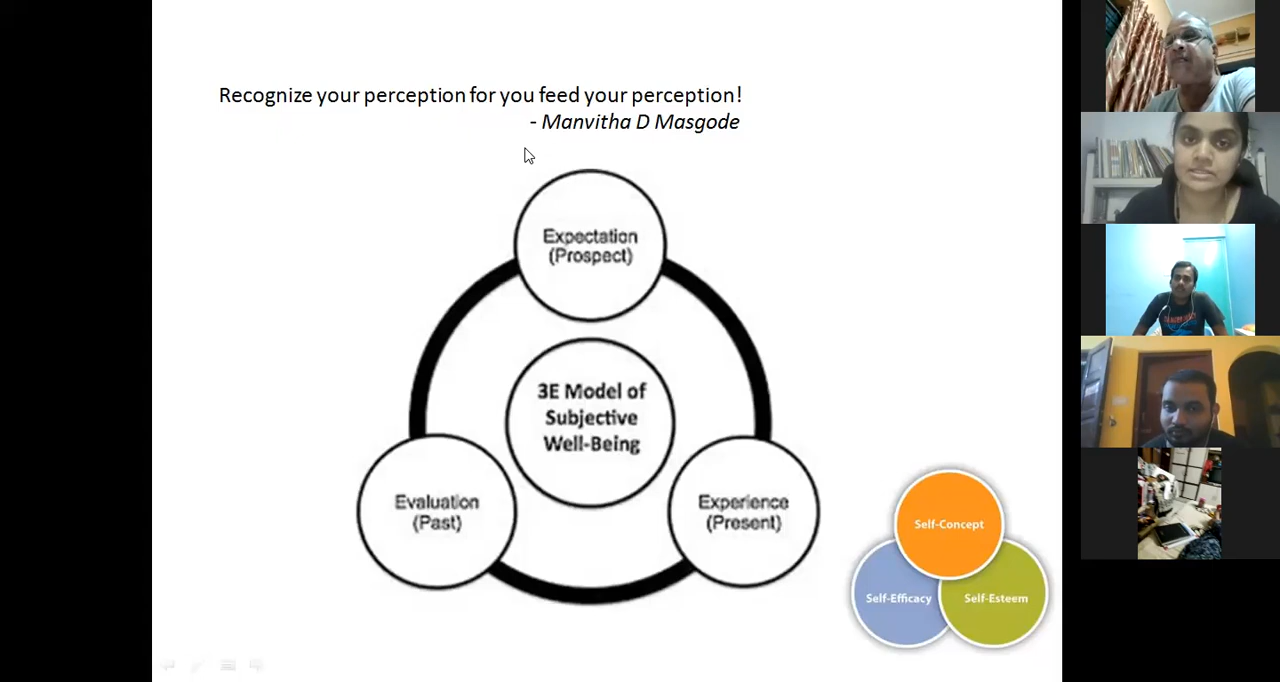 Recognize your perception for you feed your perception!
- Manvitha D Masgode
Expectation
(Prospect)
3E Model of
Subjective
Well-Being
Evaluation
(Past)
Experience
(Present)
Self-Concept
Self-Efficacy
Self-Esteem